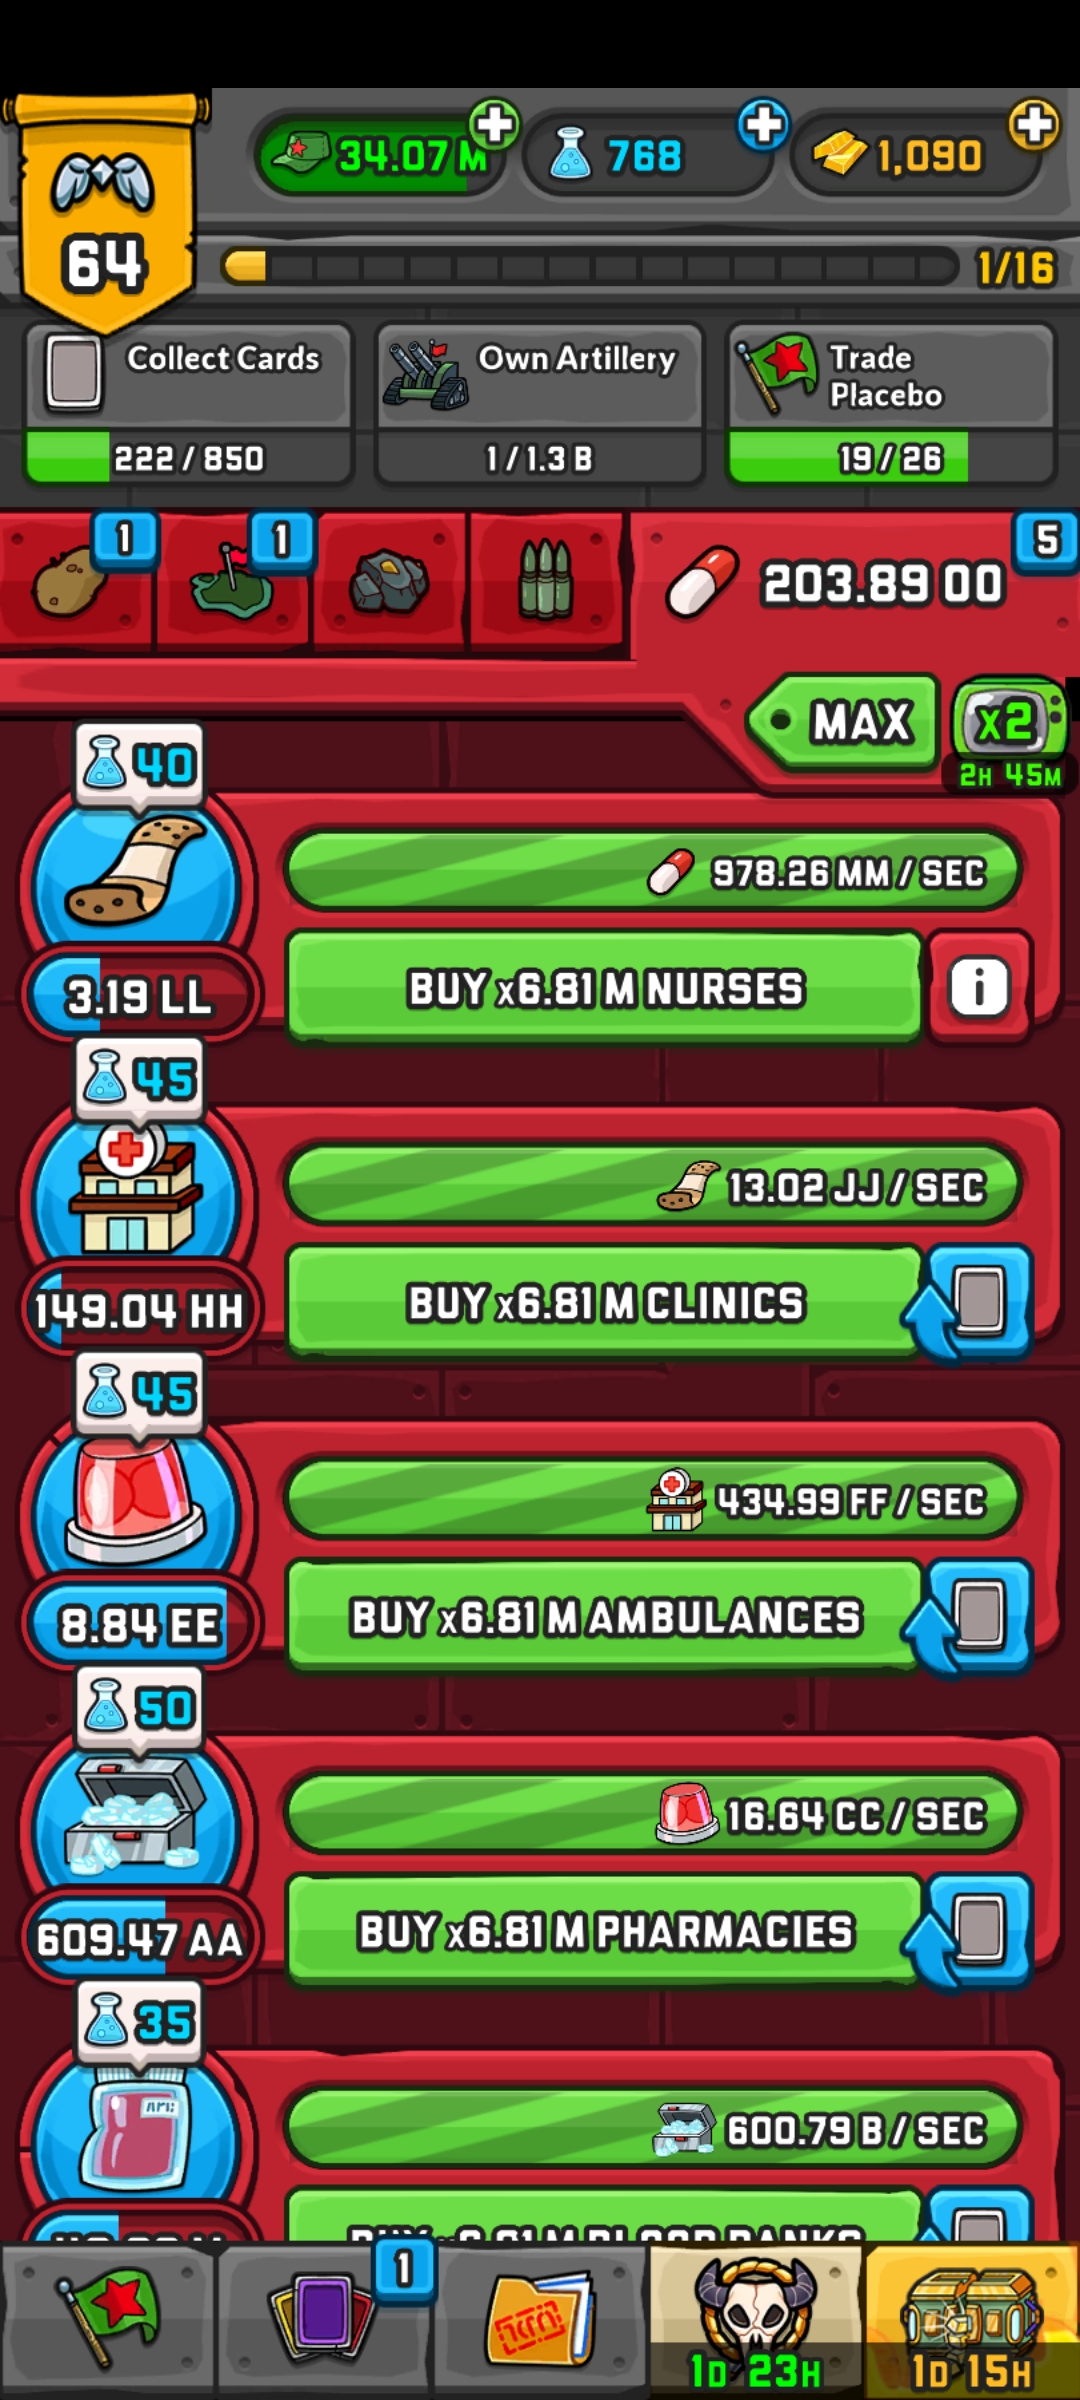 34.07 M
768
1,090
64
1/16
Collect Cards
222 / 850
Own Artillery
1 / 1.3 B
Trade
Placebo
19 / 26
1
1
203.89 OO
5
MAX
x2
2H 45M
40
978.26 MM / SEC
3.19 LL
BUY x6.81 M NURSES
i
45
13.02 JJ / SEC
149.04 HH
BUY x6.81 M CLINICS
45
434.99 FF / SEC
8.84 EE
BUY x6.81 M AMBULANCES
50
16.64 CC / SEC
609.47 AA
BUY x6.81 M PHARMACIES
35
600.79 B / SEC
1
1D 23H
1D 15H